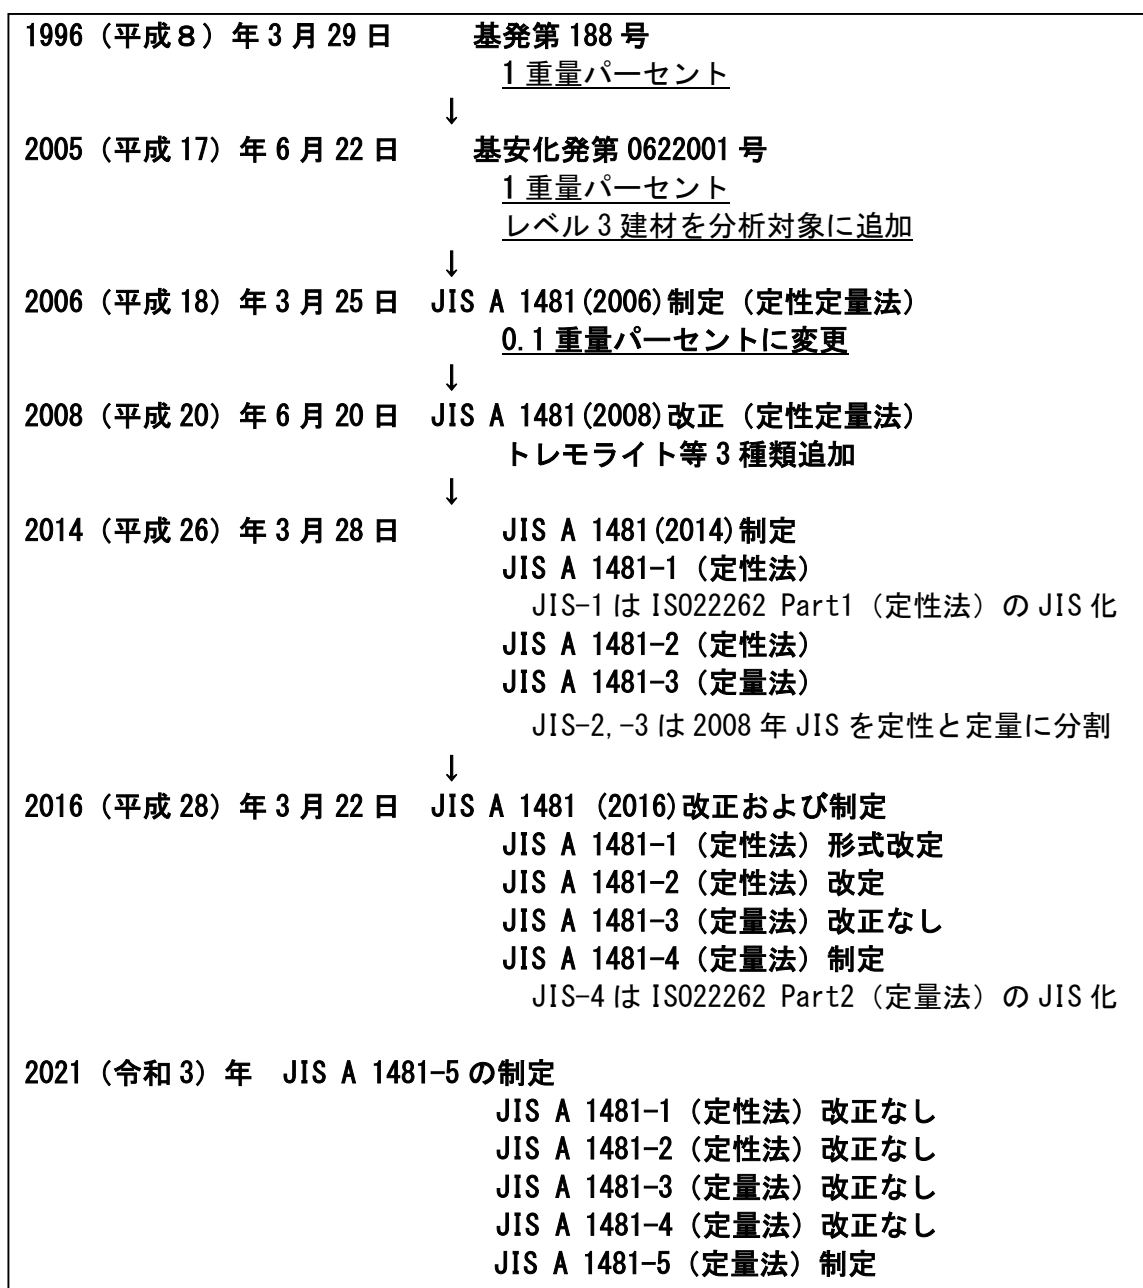 1996（平成８）年3月29日　基発第188号
1重量パーセント
↓
2005（平成17）年6月22日　基安化発第0622001号
1重量パーセント
レベル3建材を分析対象に追加
↓
2006（平成18）年3月25日　JIS A 1481(2006)制定（定性定量法）
0.1重量パーセントに変更
↓
2008（平成20）年6月20日　JIS A 1481(2008)改正（定性定量法）
トレモライト等3種類追加
↓
2014（平成26）年3月28日　JIS A 1481(2014)制定
JIS A 1481-1（定性法）
JIS-1はISO22262 Part1（定性法）のJIS化
JIS A 1481-2（定性法）
JIS A 1481-3（定量法）
JIS-2,-3は2008年JISを定性と定量に分割
↓
2016（平成28）年3月22日　JIS A 1481 (2016)改正および制定
JIS A 1481-1（定性法）形式改定
JIS A 1481-2（定性法）改定
JIS A 1481-3（定量法）改正なし
JIS A 1481-4（定量法）制定
JIS-4はISO22262 Part2（定量法）のJIS化
2021（令和3）年　JIS A 1481-5の制定
JIS A 1481-1（定性法）改正なし
JIS A 1481-2（定性法）改正なし
JIS A 1481-3（定量法）改正なし
JIS A 1481-4（定量法）改正なし
JIS A 1481-5（定量法）制定